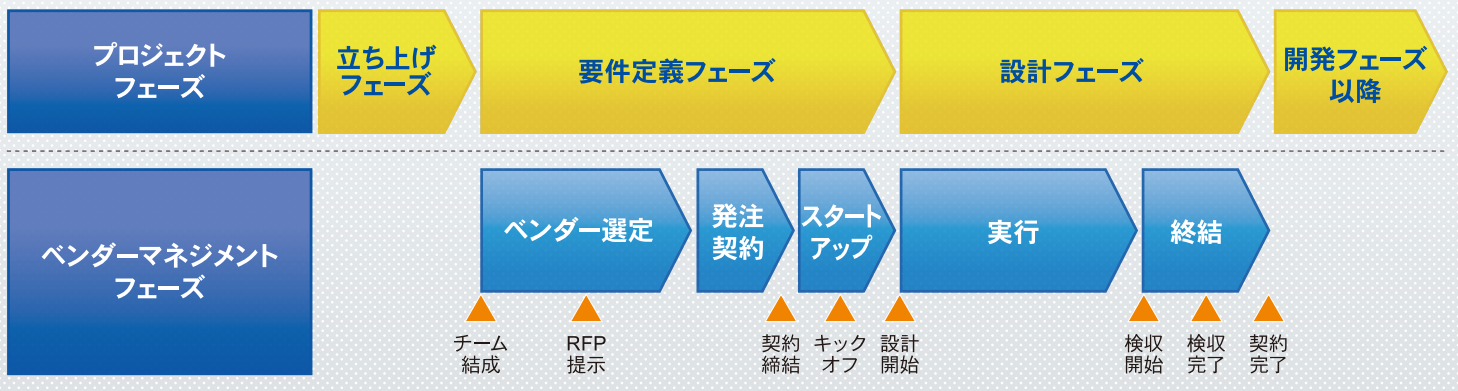 プロジェクト
フェーズ
立ち上げ
フェーズ
要件定義フェーズ
設計フェーズ
開発フェーズ
以降
ベンダーマネジメント
フェーズ
ベンダー選定
発注
契約
スタート
アップ
実行
終結
チーム
結成
RFP
提示
契約
締結
キック
オフ
設計
開始
検収
開始
検収
完了
契約
完了